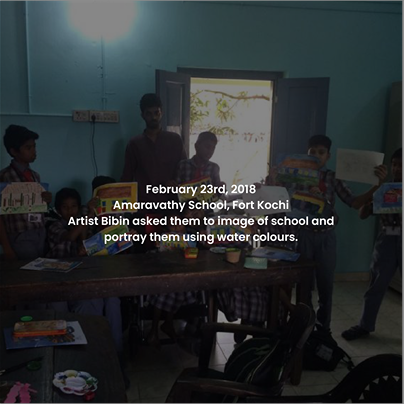 February 23rd, 2018
Amaravathy School, Fort Kochi
Artist Bibin asked them to image of school and
portray them using water colours.